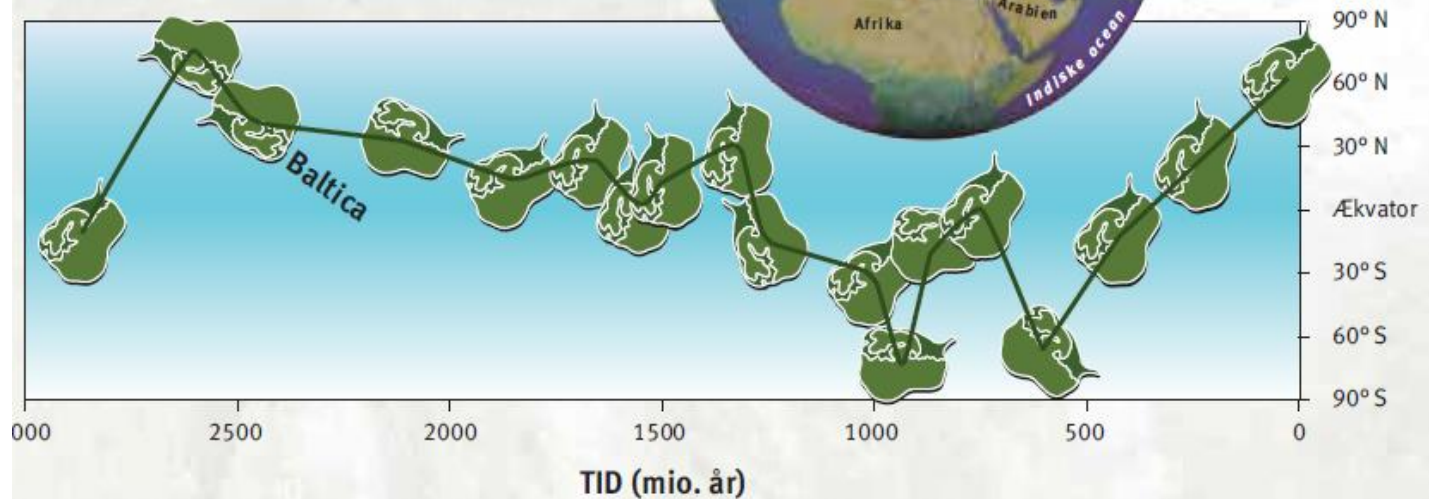 Afrika
Arabien
Indiske ocean
90° N
60° N
30° N
Ækvator
30° S
60° S
90° S
Baltica
000
2500
2000
1500
1000
500
0
TID (mio. år)